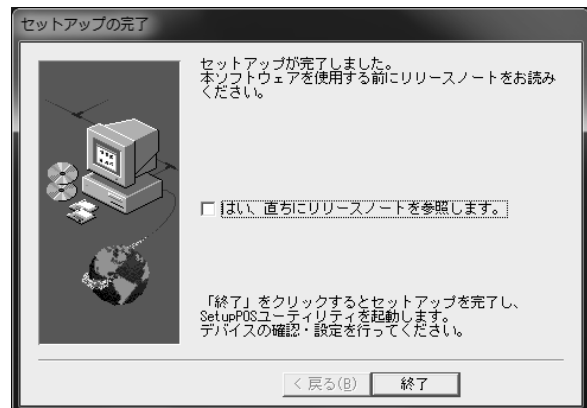 セットアップの完了
セットアップが完了しました。
本ソフトウェアを使用する前にリリースノートをお読み
ください。
はい、直ちにリリースノートを参照します。
「終了」をクリックするとセットアップを完了し、
SetupPOSユーティリティを起動します。
デバイスの確認・設定を行ってください。
< 戻る(B)
終了